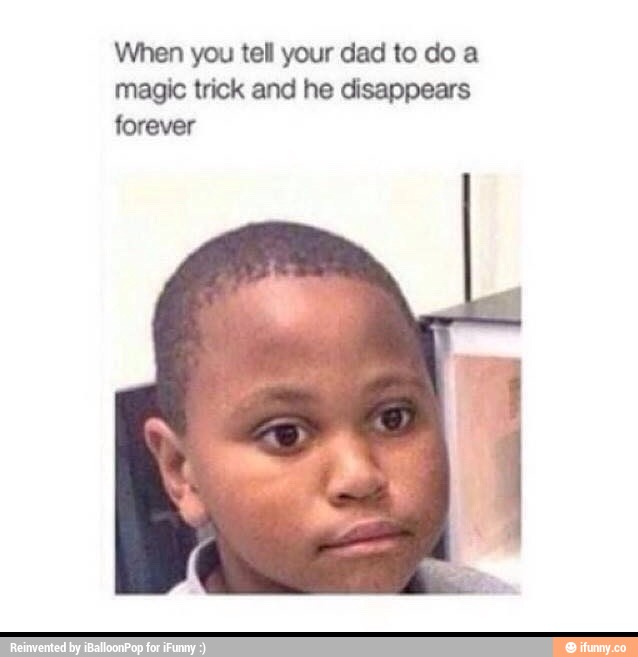 When you tell your dad to do a
magic trick and he disappears
forever
Reinvented by iBalloonPop for iFunny :)
ifunny.co